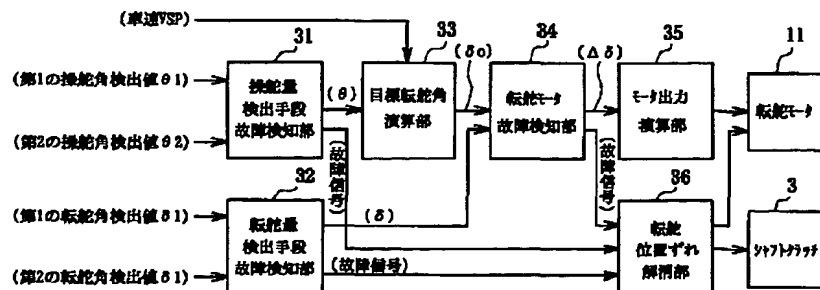 (車速VSP)
31
33
(δo)
34
(Δδ)
35
11
(第1の操舵角検出値θ1)
(第2の操舵角検出値θ2)
操舵量
検出手段
故障検知部
(θ)
目標転舵角
演算部
転舵モータ
故障検知部
モータ出力
演算部
転舵モータ
(故障信号)
(故障信号)
32
36
3
(第1の転舵角検出値δ1)
(第2の転舵角検出値δ1)
転舵量
検出手段
故障検知部
(δ)
(故障信号)
転舵
位置ずれ
解消部
シャフトクラッチ